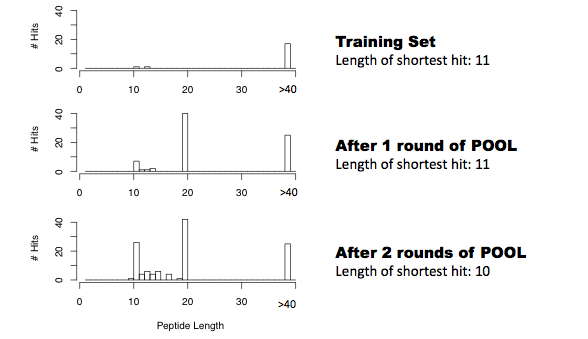 # Hits
0 20 40
0 10 20 30 >40
Training Set
Length of shortest hit: 11
# Hits
0 20 40
0 10 20 30 >40
After 1 round of POOL
Length of shortest hit: 11
# Hits
0 20 40
0 10 20 30 >40
Peptide Length
After 2 rounds of POOL
Length of shortest hit: 10